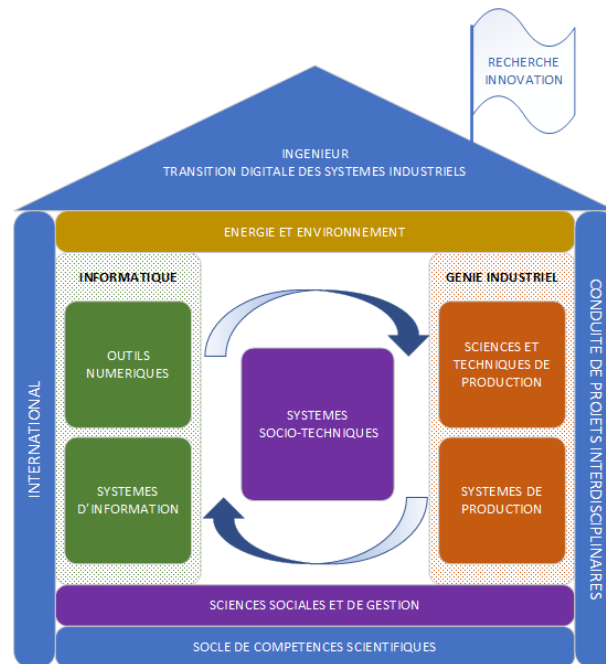 RECHERCHE
INNOVATION
INGENIEUR
TRANSITION DIGITALE DES SYSTEMES INDUSTRIELS
ENERGIE ET ENVIRONNEMENT
INTERNATIONAL
INFORMATIQUE
OUTILS
NUMERIQUES
SYSTEMES
D'INFORMATION
SYSTEMES
SOCIO-TECHNIQUES
GENIE INDUSTRIEL
SCIENCES ET
TECHNIQUES DE
PRODUCTION
SYSTEMES DE
PRODUCTION
CONDUITE DE PROJETS INTERDISCIPLINAIRES
SCIENCES SOCIALES ET DE GESTION
SOCLE DE COMPETENCES SCIENTIFIQUES